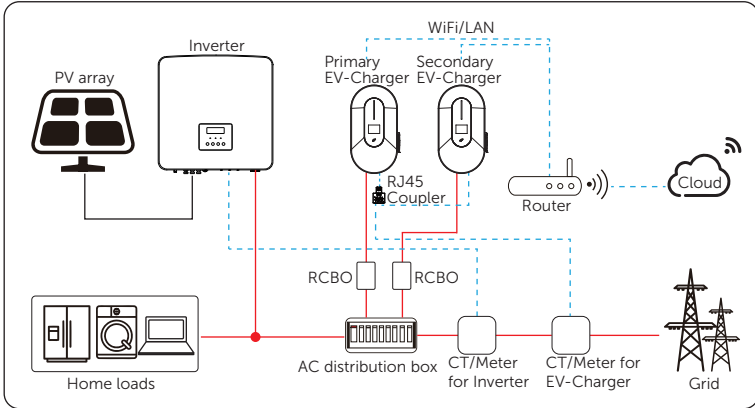 WiFi/LAN
Inverter
PV array
Primary
EV-Charger
Secondary
EV-Charger
RJ45
Coupler
Router
Cloud
RCBO
RCBO
Home loads
AC distribution box
CT/Meter
for Inverter
CT/Meter for
EV-Charger
Grid